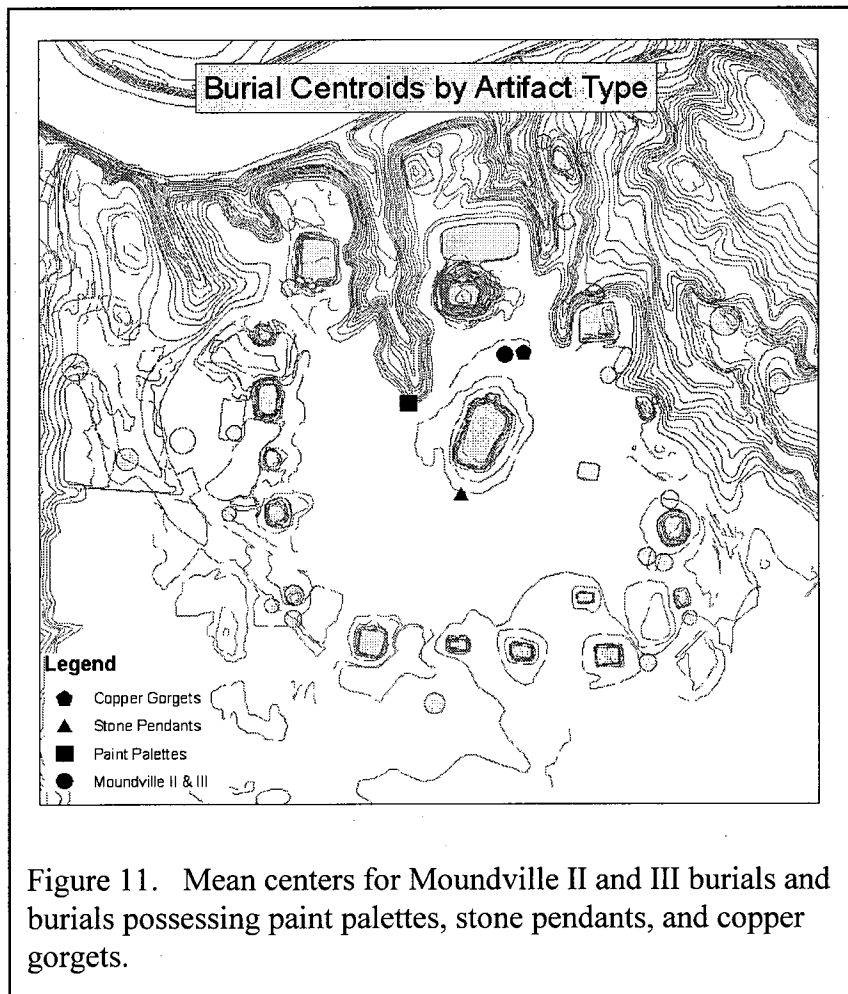 Burial Centroids by Artifact Type
Legend
Copper Gorgets
Stone Pendants
Paint Palettes
Moundville II & III
Figure 11. Mean centers for Moundville II and III burials and
burials possessing paint palettes, stone pendants, and copper
gorgets.